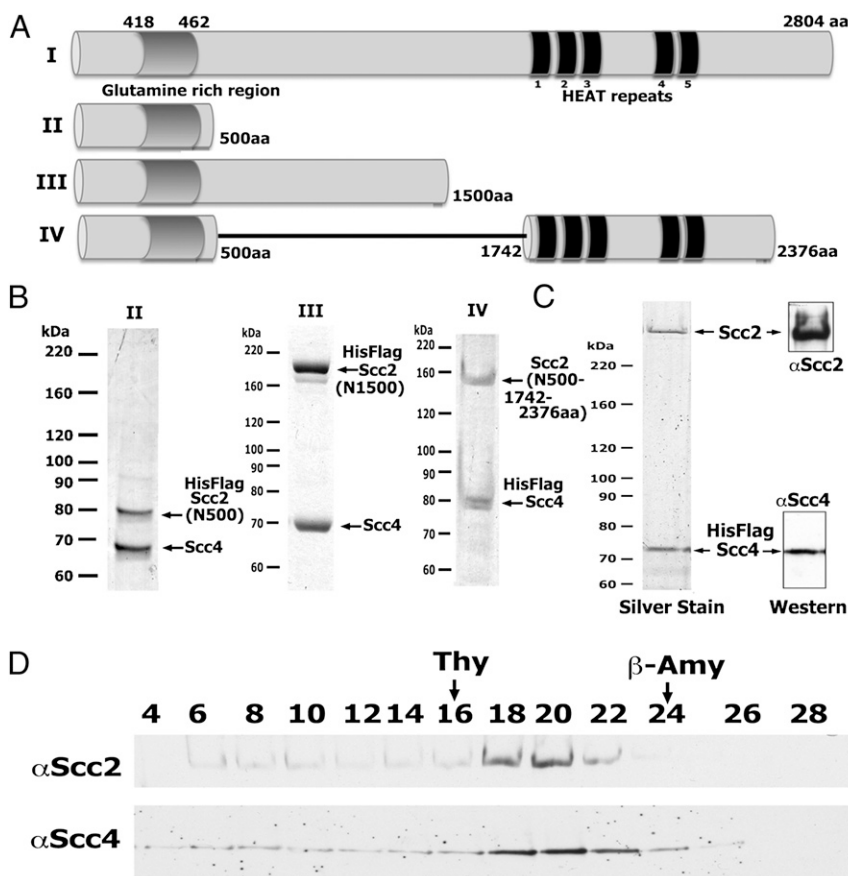 A
418 462 2804 aa
I
1 2 3 4 5
Glutamine rich region HEAT repeats
II
500aa
III
1500aa
IV
500aa 1742 2376aa
B
II
kDa
220
160
120
100
90
80
70
60
HisFlag
Scc2
(N500)
Scc4
III
kDa
220
160
120
100
90
80
70
60
HisFlag
Scc2
(N1500)
Scc4
IV
kDa
220
160
120
100
90
80
70
60
Scc2
(N500-
1742-
2376aa)
HisFlag
Scc4
C
kDa
220
160
120
90
80
70
60
Scc2
αScc2
αScc4
HisFlag
Scc4
Silver Stain Western
D
Thy β-Amy
4 6 8 10 12 14 16 18 20 22 24 26 28
αScc2
αScc4